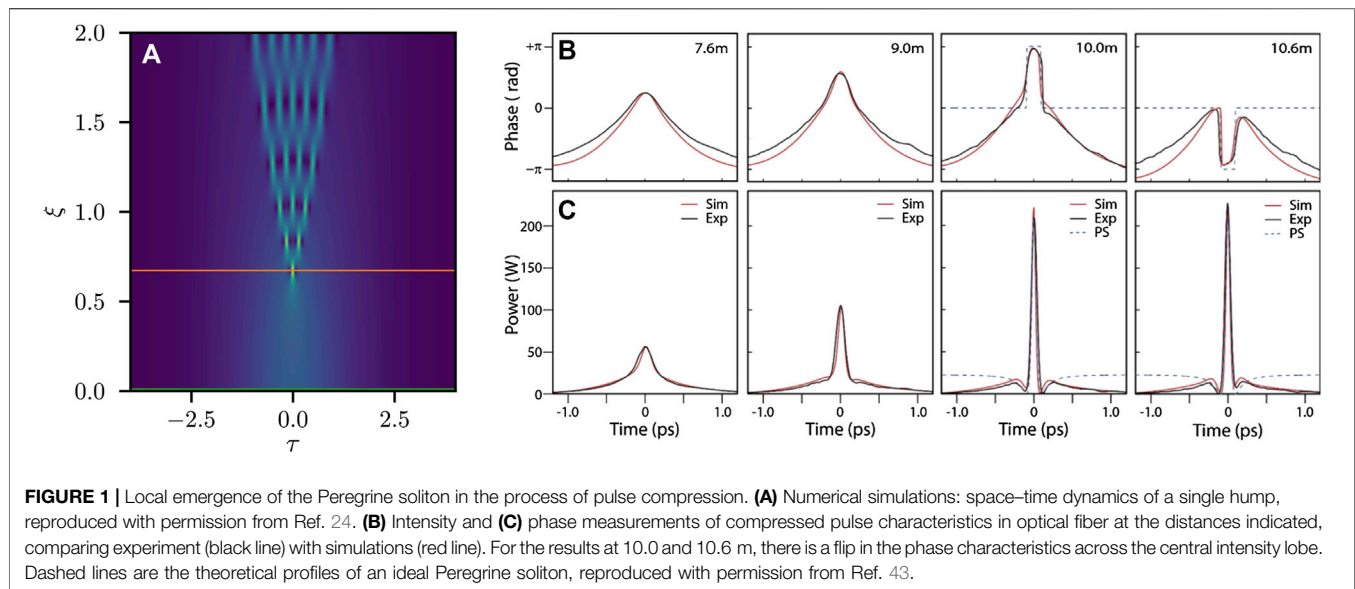 A
2.0
1.5
1.0
0.5
0.0
ξ
−2.5
0.0
2.5
τ
B
Phase ( rad)
+π
0
−π
7.6m
9.0m
10.0m
10.6m
C
Power (W)
200
150
100
50
0
Sim
Exp
Sim
Exp
Sim
Exp
PS
Sim
Exp
PS
-1.0 0 1.0
-1.0 0 1.0
-1.0 0 1.0
-1.0 0 1.0
Time (ps)
Time (ps)
Time (ps)
Time (ps)
FIGURE 1 | Local emergence of the Peregrine soliton in the process of pulse compression. (A) Numerical simulations: space–time dynamics of a single hump,
reproduced with permission from Ref. 24. (B) Intensity and (C) phase measurements of compressed pulse characteristics in optical fiber at the distances indicated,
comparing experiment (black line) with simulations (red line). For the results at 10.0 and 10.6 m, there is a flip in the phase characteristics across the central intensity lobe.
Dashed lines are the theoretical profiles of an ideal Peregrine soliton, reproduced with permission from Ref. 43.